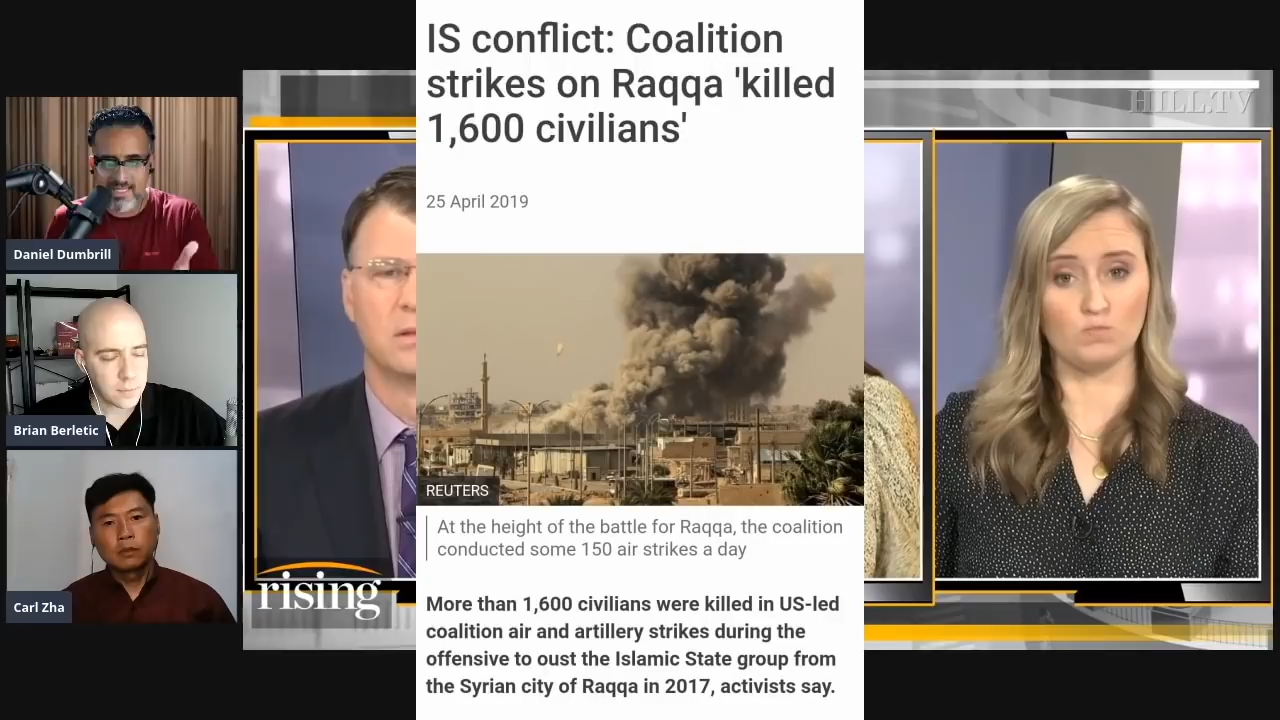 IS conflict: Coalition
strikes on Raqqa 'killed
1,600 civilians'
25 April 2019
REUTERS
At the height of the battle for Raqqa, the coalition
conducted some 150 air strikes a day
More than 1,600 civilians were killed in US-led
coalition air and artillery strikes during the
offensive to oust the Islamic State group from
the Syrian city of Raqqa in 2017, activists say.
Daniel Dumbrill
Brian Berletic
Carl Zha
rising
HILL.TV